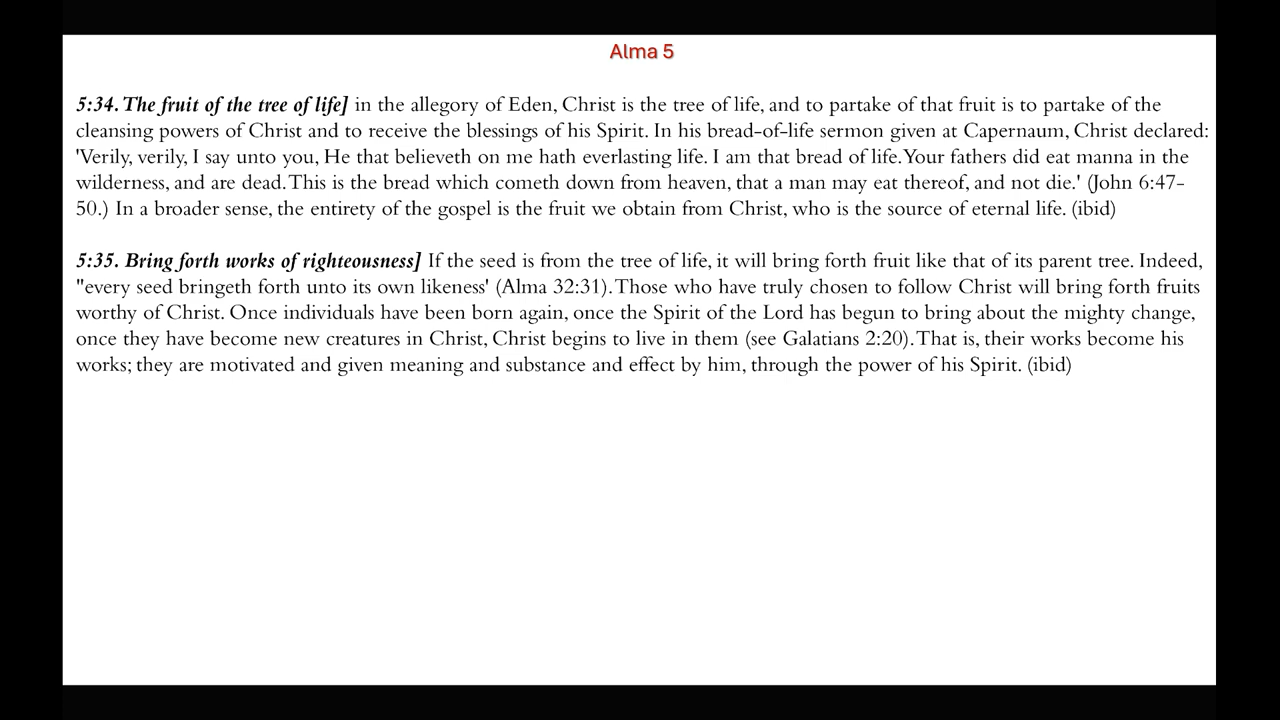 Alma 5
5:34. The fruit of the tree of life] in the allegory of Eden, Christ is the tree of life, and to partake of that fruit is to partake of the
cleansing powers of Christ and to receive the blessings of his Spirit. In his bread-of-life sermon given at Capernaum, Christ declared:
'Verily, verily, I say unto you, He that believeth on me hath everlasting life. I am that bread of life. Your fathers did eat manna in the
wilderness, and are dead. This is the bread which cometh down from heaven, that a man may eat thereof, and not die.' (John 6:47-
50.) In a broader sense, the entirety of the gospel is the fruit we obtain from Christ, who is the source of eternal life. (ibid)
5:35. Bring forth works of righteousness] If the seed is from the tree of life, it will bring forth fruit like that of its parent tree. Indeed,
"every seed bringeth forth unto its own likeness' (Alma 32:31). Those who have truly chosen to follow Christ will bring forth fruits
worthy of Christ. Once individuals have been born again, once the Spirit of the Lord has begun to bring about the mighty change,
once they have become new creatures in Christ, Christ begins to live in them (see Galatians 2:20). That is, their works become his
works; they are motivated and given meaning and substance and effect by him, through the power of his Spirit. (ibid)